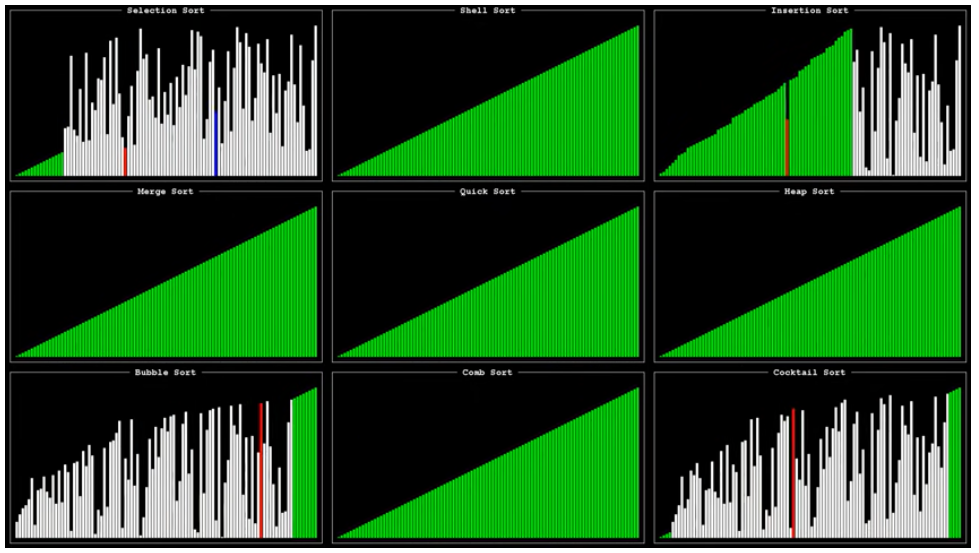 Selection Sort
Shell Sort
Insertion Sort
Merge Sort
Quick Sort
Heap Sort
Bubble Sort
Comb Sort
Cocktail Sort